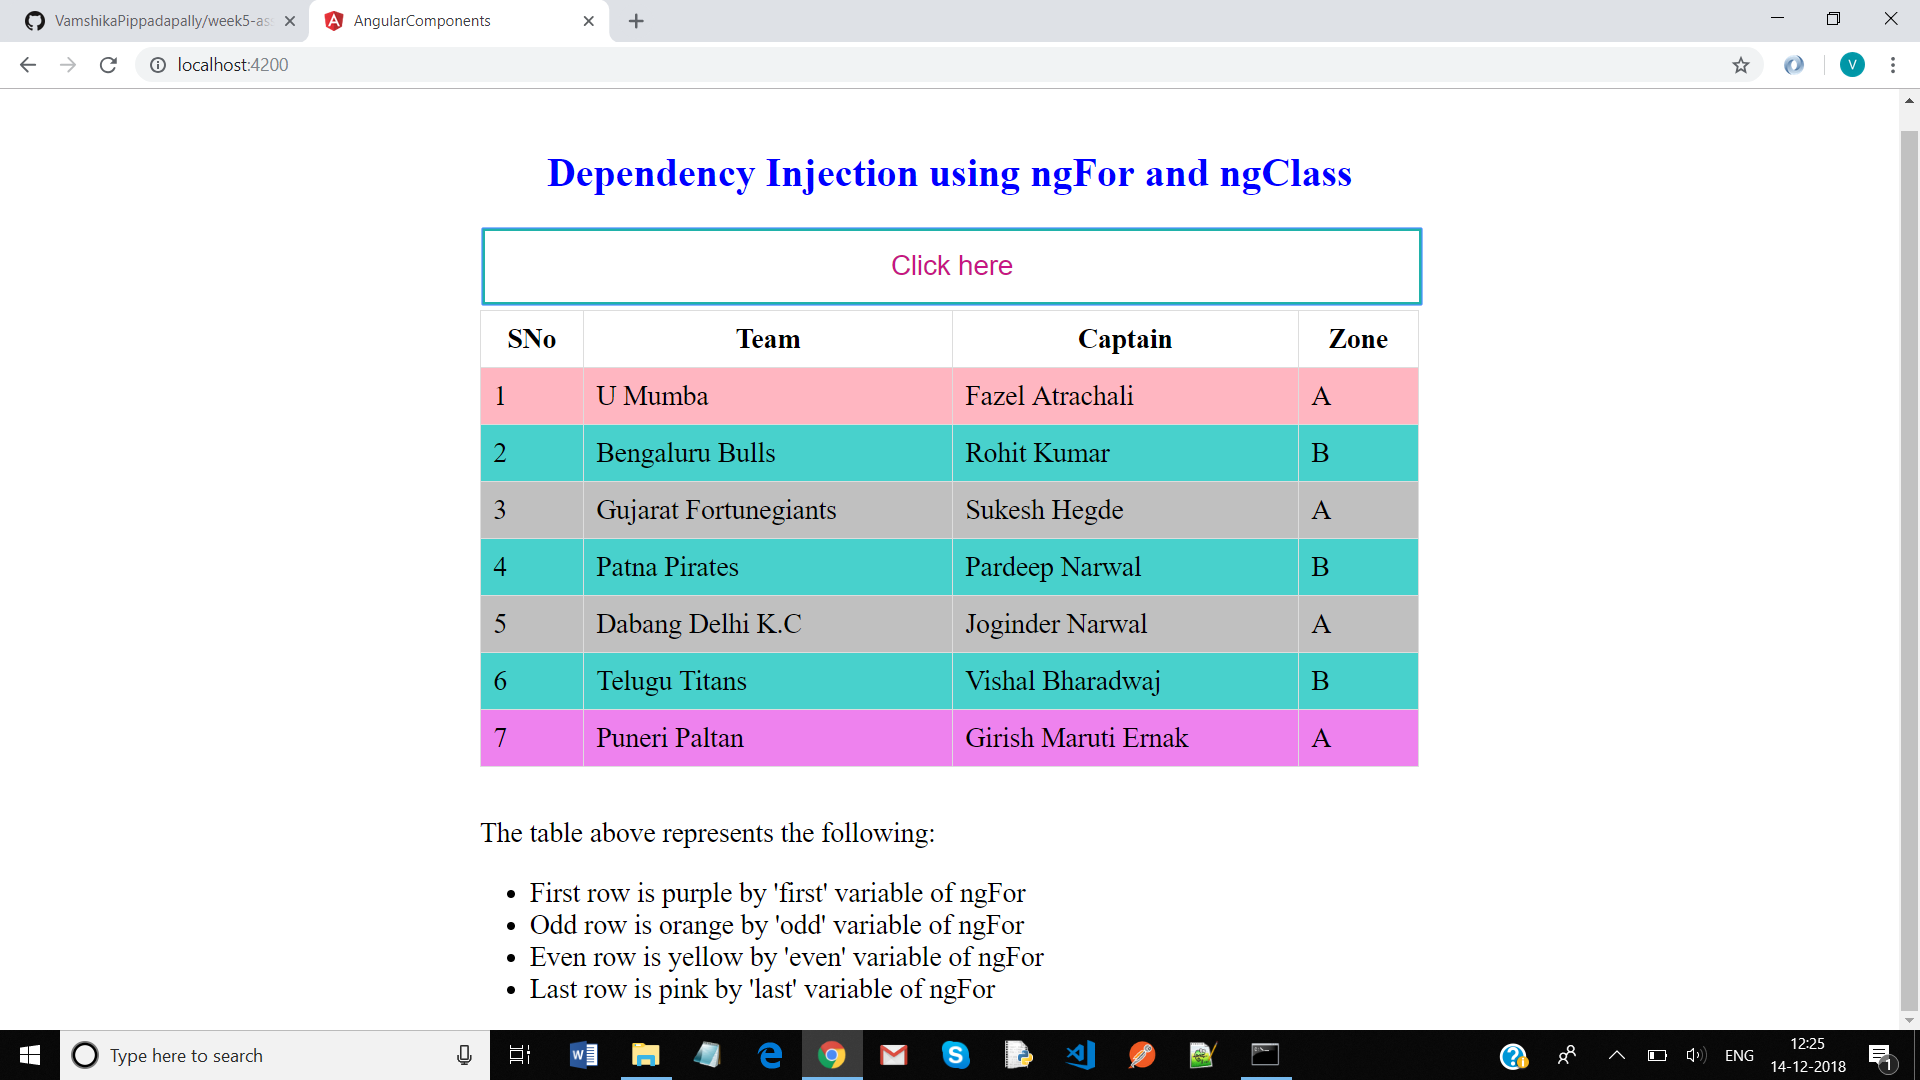 VamshikaPippadapally/week5-ass
AngularComponents
localhost:4200
V
Dependency Injection using ngFor and ngClass
Click here
SNo Team Captain Zone
1 U Mumba Fazel Atrachali A
2 Bengaluru Bulls Rohit Kumar B
3 Gujarat Fortunegiants Sukesh Hegde A
4 Patna Pirates Pardeep Narwal B
5 Dabang Delhi K.C Joginder Narwal A
6 Telugu Titans Vishal Bharadwaj B
7 Puneri Paltan Girish Maruti Ernak A
The table above represents the following:
• First row is purple by 'first' variable of ngFor
• Odd row is orange by 'odd' variable of ngFor
• Even row is yellow by 'even' variable of ngFor
• Last row is pink by 'last' variable of ngFor
Type here to search
ENG
12:25
14-12-2018
1